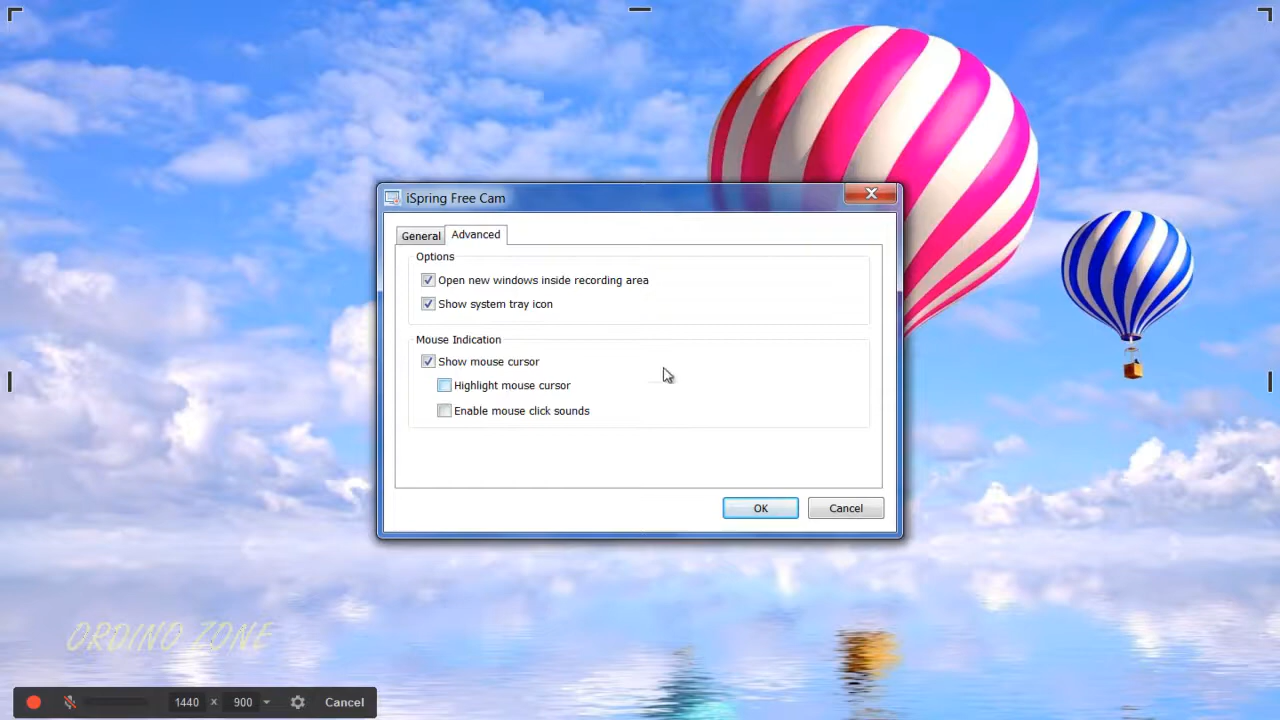 iSpring Free Cam
General
Advanced
Options
Open new windows inside recording area
Show system tray icon
Mouse Indication
Show mouse cursor
Highlight mouse cursor
Enable mouse click sounds
OK
Cancel
ORDINO ZONE
1440 x 900
Cancel